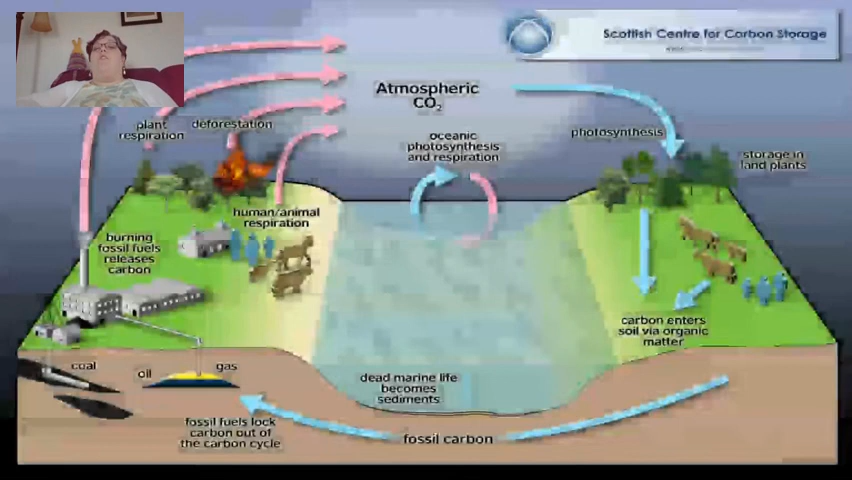 Scottish Centre for Carbon Storage
Atmospheric
CO₂
plant
respiration
deforestation
oceanic
photosynthesis
and respiration
photosynthesis
storage in
land plants
human/animal
respiration
burning
fossil fuels
releases
carbon
carbon enters
soil via organic
matter
coal
oil
gas
dead marine life
becomes
sediments
fossil fuels lock
carbon out of
the carbon cycle
fossil carbon